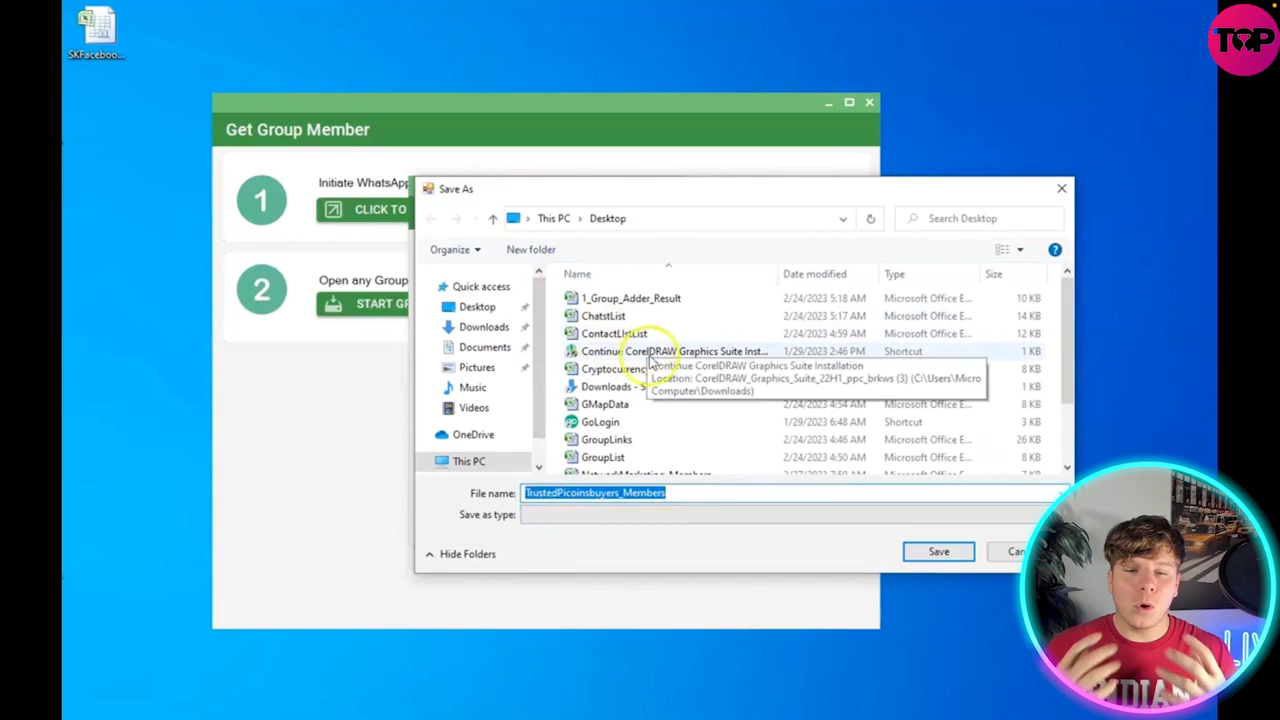 SKFaceboo...
TOP
Get Group Member
1
Initiate WhatsApp
CLICK TO
2
Open any Group
START GR
Save As
This PC > Desktop
Search Desktop
Organize
New folder
Name
Date modified
Type
Size
Quick access
Desktop
Downloads
Documents
Pictures
Music
Videos
OneDrive
This PC
1_Group_Adder_Result 2/24/2023 5:18 AM Microsoft Office E... 10 KB
ChatstList 2/24/2023 5:17 AM Microsoft Office E... 12 KB
ContactListList 2/24/2023 4:59 AM Microsoft Office E... 12 KB
Continue CorelDRAW Graphics Suite Inst... 1/29/2023 2:46 PM Shortcut 1 KB
Cryptocurrenc 8 KB
Continue CorelDRAW Graphics Suite Installation
Location: CorelDRAW_Graphics_Suite_22H1_ppc_brkws (3) (C:\Users\Micro
Computer\Downloads)
Downloads - S 1 KB
GMapData 2/24/2023 4:54 AM Microsoft Office E... 8 KB
GoLogin 1/29/2023 6:48 AM Shortcut 3 KB
GroupLinks 2/24/2023 4:46 AM Microsoft Office E... 26 KB
GroupList 2/24/2023 4:50 AM Microsoft Office E... 8 KB
File name: TrustedPicoinsbuyers_Members
Save as type:
Hide Folders
Save
Can